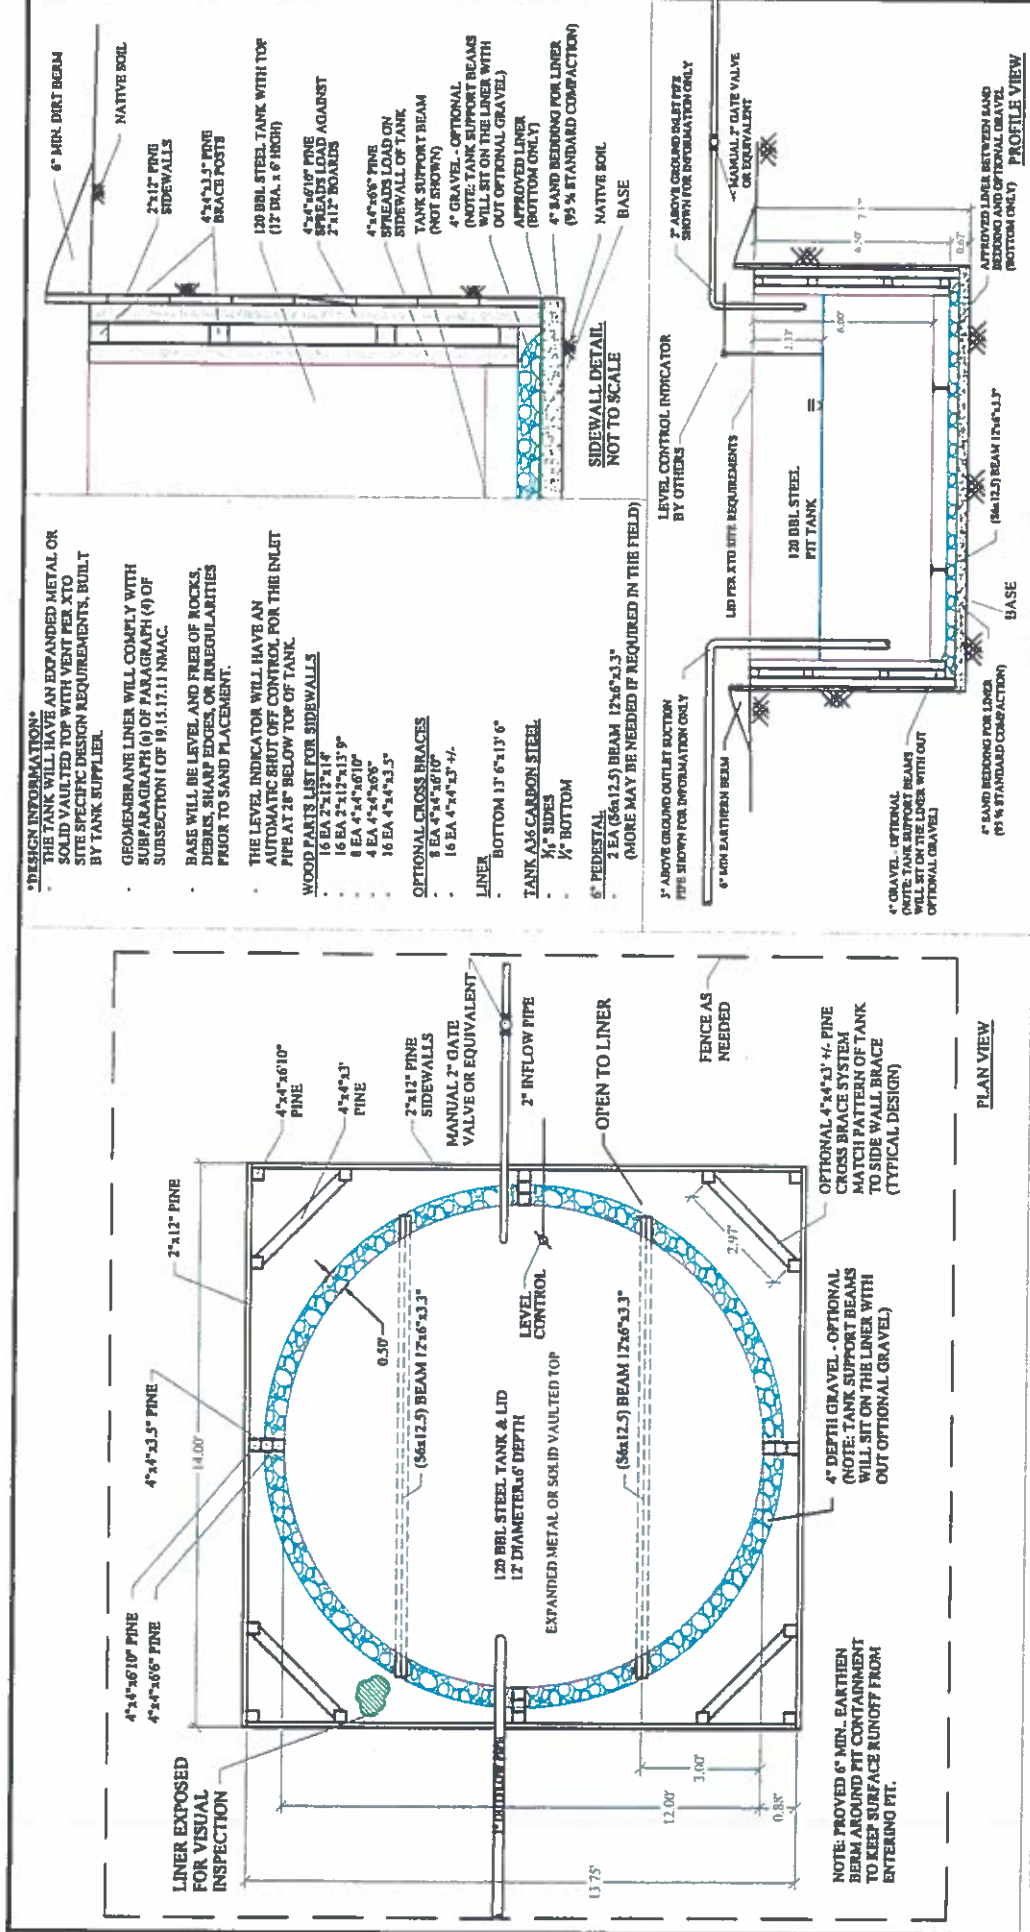 *DESIGN INFORMATION*
- THE TANK WILL HAVE AN EXPANDED METAL OR
SOLID VAULTED TOP WITH VENT PER XTO
SITE SPECIFIC DESIGN REQUIREMENTS, BUILT
BY TANK SUPPLIER.
- GEOMEMBRANE LINER WILL COMPLY WITH
SUBPARAGRAPH (a) OF PARAGRAPH (4) OF
SUBSECTION I OF 19.15.17.11 NMAC.
- BASE WILL BE LEVEL AND FREE OF ROCKS,
DEBRIS, SHARP EDGES, OR IRREGULARITIES
PRIOR TO SAND PLACEMENT.
- THE LEVEL INDICATOR WILL HAVE AN
AUTOMATIC SHUT OFF CONTROL FOR THE INLET
PIPE AT 28" BELOW TOP OF TANK.
WOOD PARTS LIST FOR SIDEWALLS
- 16 EA 2"x12"x14'
- 16 EA 2"x12"x13'9"
- 8 EA 4"x4"x6'10"
- 4 EA 4"x4"x6'6"
- 16 EA 4"x4"x3.5"
OPTIONAL CROSS BRACES
- 8 EA 4"x4"x6'10"
- 16 EA 4"x4"x3' +/-
LINER
- BOTTOM 13' 6"x13' 6"
TANK A36 CARBON STEEL
" SIDES
- ¼" BOTTOM
6" PEDESTAL
- 2 EA (S6x12.5) BEAM 12'x6"x3.3"
(MORE MAY BE NEEDED IF REQUIRED IN THE FIELD)
6" MIN. DIRT BERM
NATIVE SOIL
2"x12" PINE
SIDEWALLS
4"x4"x3.5" PINE
BRACE POSTS
120 BBL STEEL TANK WITH TOP
(12' DIA. x 6' HIGH)
4"x4"x6'10" PINE
SPREADS LOAD AGAINST
2"x12" BOARDS
4"x4"x6'6" PINE
SPREADS LOAD ON
SIDEWALL OF TANK
TANK SUPPORT BEAM
(NOT SHOWN)
4" GRAVEL - OPTIONAL
(NOTE: TANK SUPPORT BEAMS
WILL SIT ON THE LINER WITH
OUT OPTIONAL GRAVEL)
APPROVED LINER
(BOTTOM ONLY)
4" SAND BEDDING FOR LINER
(95 % STANDARD COMPACTION)
NATIVE SOIL
BASE
SIDEWALL DETAIL
NOT TO SCALE
LINER EXPOSED
FOR VISUAL
INSPECTION
4"x4"x6'10" PINE
4"x4"x6'6" PINE
4"x4"x3.5" PINE
2"x12" PINE
4"x4"x6'10"
PINE
4"x4"x3'
PINE
2"x12" PINE
SIDEWALLS
MANUAL 2" GATE
VALVE OR EQUIVALENT
2" INFLOW PIPE
OPEN TO LINER
14.00'
0.50'
(S6x12.5) BEAM 12'x6"x3.3"
120 BBL STEEL TANK & LID
12' DIAMETERx6' DEPTH
LEVEL
CONTROL
EXPANDED METAL OR SOLID VAULTED TOP
(S6x12.5) BEAM 12'x6"x3.3"
OUTFLOW PIPE
13.75'
12.00'
3.00'
0.88'
2.97'
FENCE AS
NEEDED
OPTIONAL 4"x4"x3' +/- PINE
CROSS BRACE SYSTEM
MATCH PATTERN OF TANK
TO SIDE WALL BRACE
(TYPICAL DESIGN)
4" DEPTH GRAVEL - OPTIONAL
(NOTE: TANK SUPPORT BEAMS
WILL SIT ON THE LINER WITH
OUT OPTIONAL GRAVEL)
NOTE: PROVED 6" MIN. EARTHEN
BERM AROUND PIT CONTAINMENT
TO KEEP SURFACE RUNOFF FROM
ENTERING PIT.
PLAN VIEW
3" ABOVE GROUND OUTLET SUCTION
PIPE SHOWN FOR INFORMATION ONLY
6" MIN EARTHERN BERM
LEVEL CONTROL INDICATOR
BY OTHERS
LID PER XTO SITE REQUIREMENTS
2" ABOVE GROUND INLET PIPE
SHOWN FOR INFORMATION ONLY
MANUAL 2" GATE VALVE
OR EQUIVALENT
120 BBL STEEL
PIT TANK
2.33'
6.00'
6.50'
0.67'
4" GRAVEL - OPTIONAL
(NOTE: TANK SUPPORT BEAMS
WILL SIT ON THE LINER WITH OUT
OPTIONAL GRAVEL)
4" SAND BEDDING FOR LINER
(95 % STANDARD COMPACTION)
BASE
(S6x12.5) BEAM 12'x6"x3.3"
APPROVED LINER BETWEEN SAND
BEDDING AND OPTIONAL GRAVEL
(BOTTOM ONLY)
PROFILE VIEW